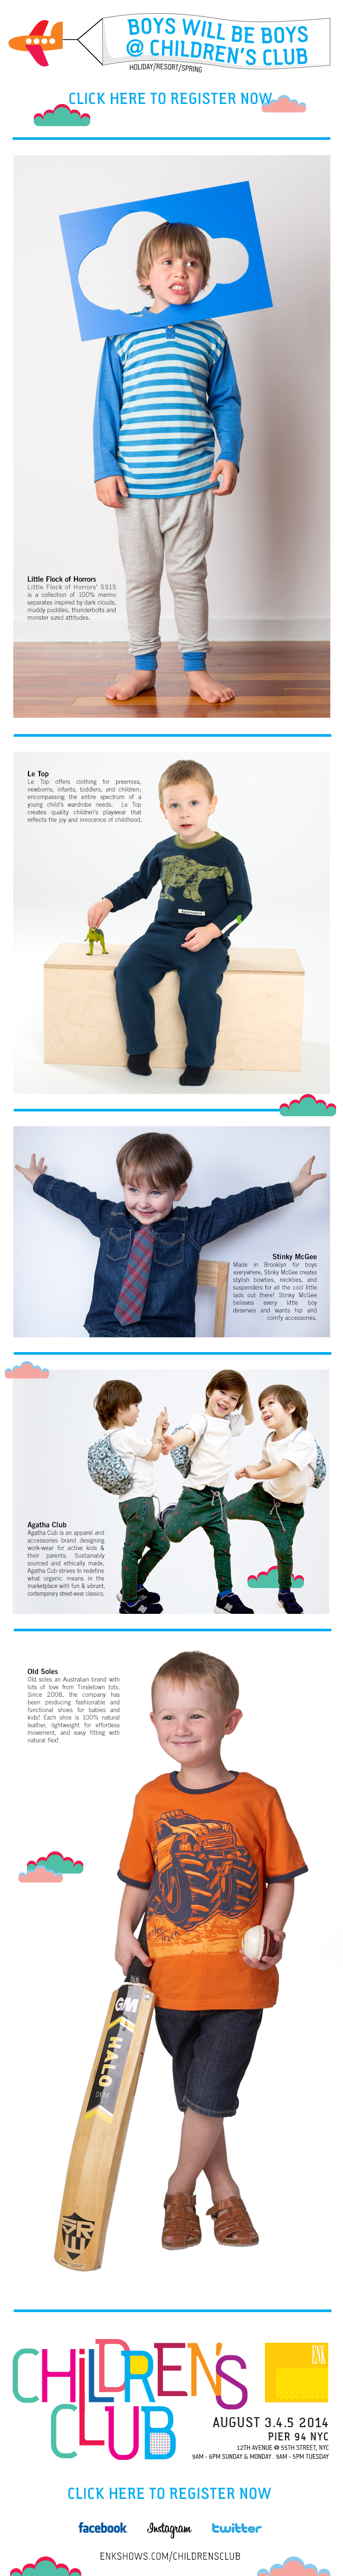 BOYS WILL BE BOYS
@ CHILDREN'S CLUB
HOLIDAY/RESORT/SPRING
CLICK HERE TO REGISTER NOW
Little Flock of Horrors
Little Flock of Horrors' SS15
is a collection of 100% merino
separates inspired by dark clouds,
muddy puddles, thunderbolts and
monster sized attitudes.
Le Top
Le Top offers clothing for preemies,
newborns, infants, toddlers, and children;
encompassing the entire spectrum of a
young child's wardrobe needs. Le Top
creates quality children's playwear that
reflects the joy and innocence of childhood.
Stinky McGee
Made in Brooklyn for boys
everywhere, Stinky McGee creates
stylish bowties, neckties, and
suspenders for all the cool little
lads out there! Stinky McGee
believes every little boy
deserves and wants hip and
comfy accessories.
Agatha Club
Agatha Cub is an apparel and
accessories brand designing
work-wear for active kids &
their parents. Sustainably
sourced and ethically made,
Agatha Cub strives to redefine
what organic means in the
marketplace with fun & vibrant,
contemporary street-wear classics.
Old Soles
Old soles an Australian brand with
lots of love from Tinseltown tots.
Since 2008, the company has
been producing fashionable and
functional shoes for babies and
kids! Each shoe is 100% natural
leather, lightweight for effortless
movement, and easy fitting with
natural flex!
GM
HALO
CHILDREN'S
CLUB
ENK
AUGUST 3.4.5 2014
PIER 94 NYC
12TH AVENUE @ 55TH STREET, NYC
9AM - 6PM SUNDAY & MONDAY . 9AM - 5PM TUESDAY
CLICK HERE TO REGISTER NOW
facebook Instagram twitter
ENKSHOWS.COM/CHILDRENSCLUB